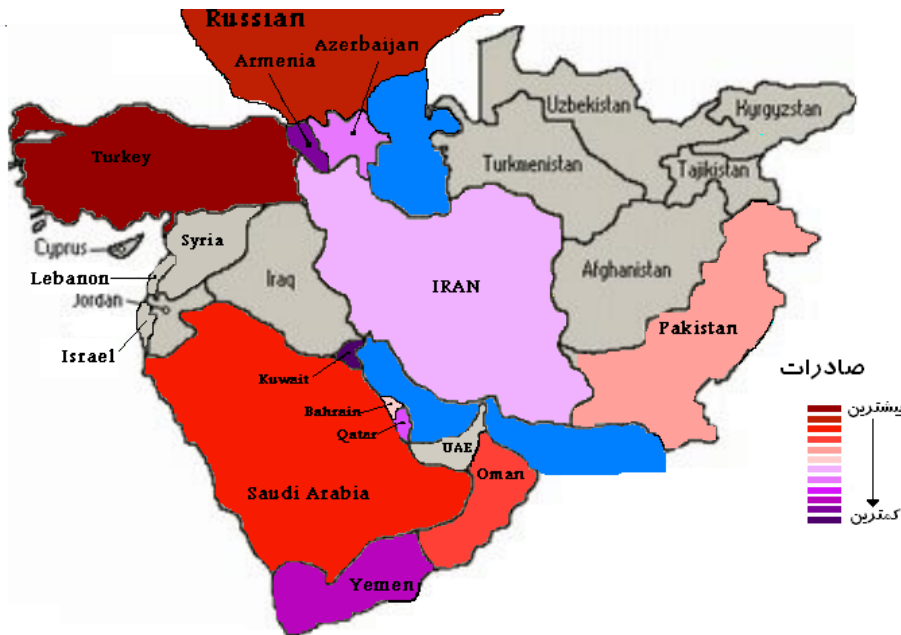 Russian
Azerbaijan
Armenia
Uzbekistan
Kyrgyzstan
Turkey
Turkmenistan
Tajikistan
Cyprus
Syria
Lebanon
Iraq
IRAN
Afghanistan
Jordan
Pakistan
Israel
Kuwait
صادرات
Bahrain
بیشترین
Qatar
UAE
Oman
Saudi Arabia
کمترین
Yemen